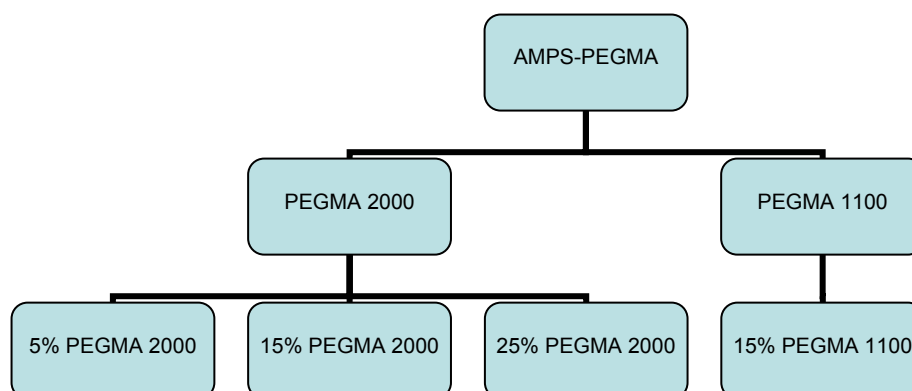 AMPS-PEGMA
PEGMA 2000
PEGMA 1100
5% PEGMA 2000
15% PEGMA 2000
25% PEGMA 2000
15% PEGMA 1100